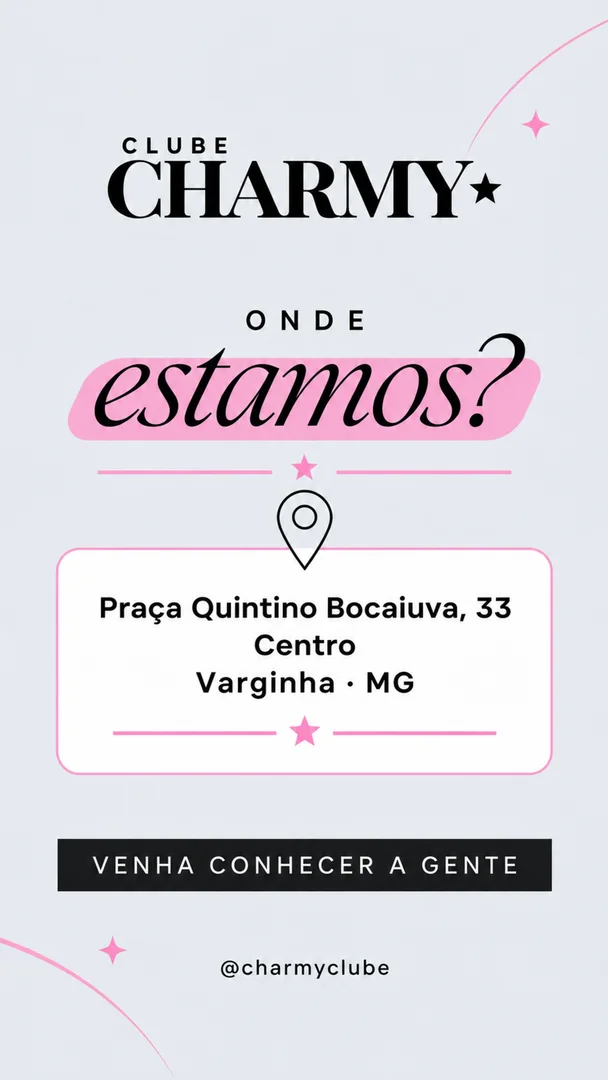 CLUBE
CHARMY
ONDE
estamos?
Praça Quintino Bocaiuva, 33
Centro
Varginha · MG
VENHA CONHECER A GENTE
@charmyclube